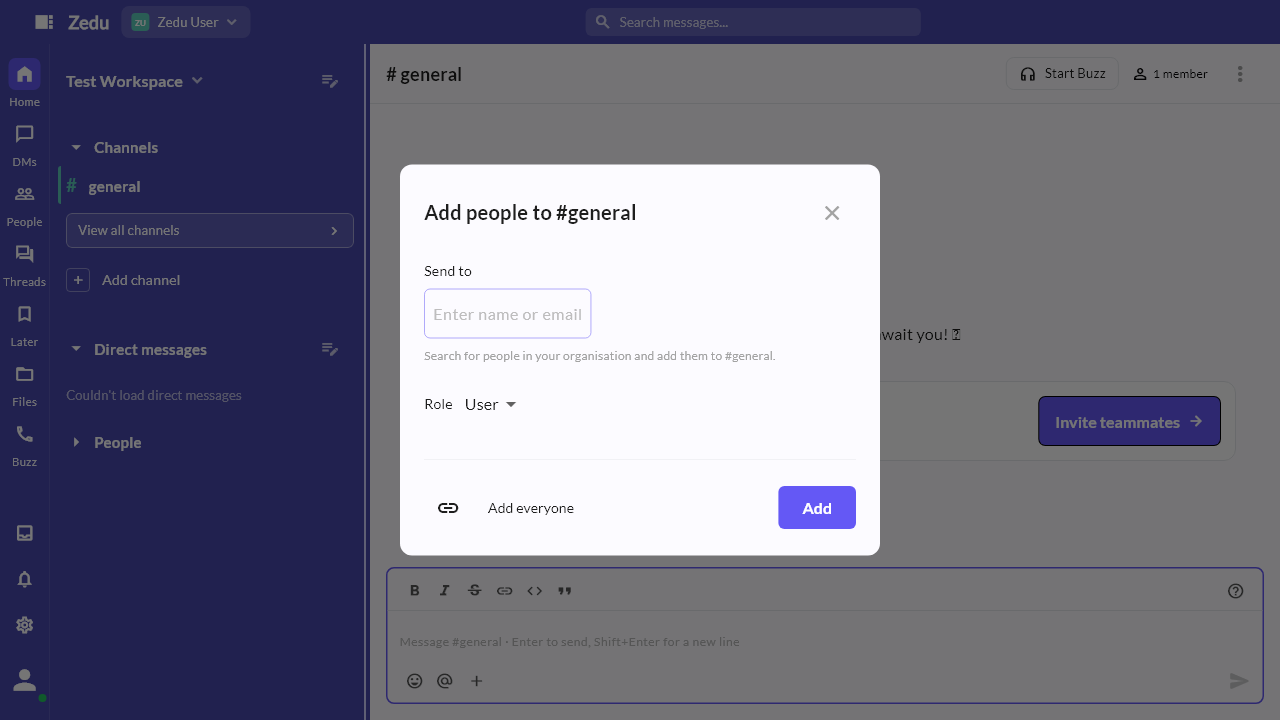 Zedu
ZU Zedu User
Search messages...
Home
DMs
People
Threads
Later
Files
Buzz
Test Workspace
Channels
# general
View all channels
Add channel
Direct messages
Couldn't load direct messages
People
# general
Start Buzz
1 member
await you!
Invite teammates
Add people to #general
Send to
Enter name or email
Search for people in your organisation and add them to #general.
Role User
Add everyone
Add
B I S
Message #general - Enter to send, Shift+Enter for a new line